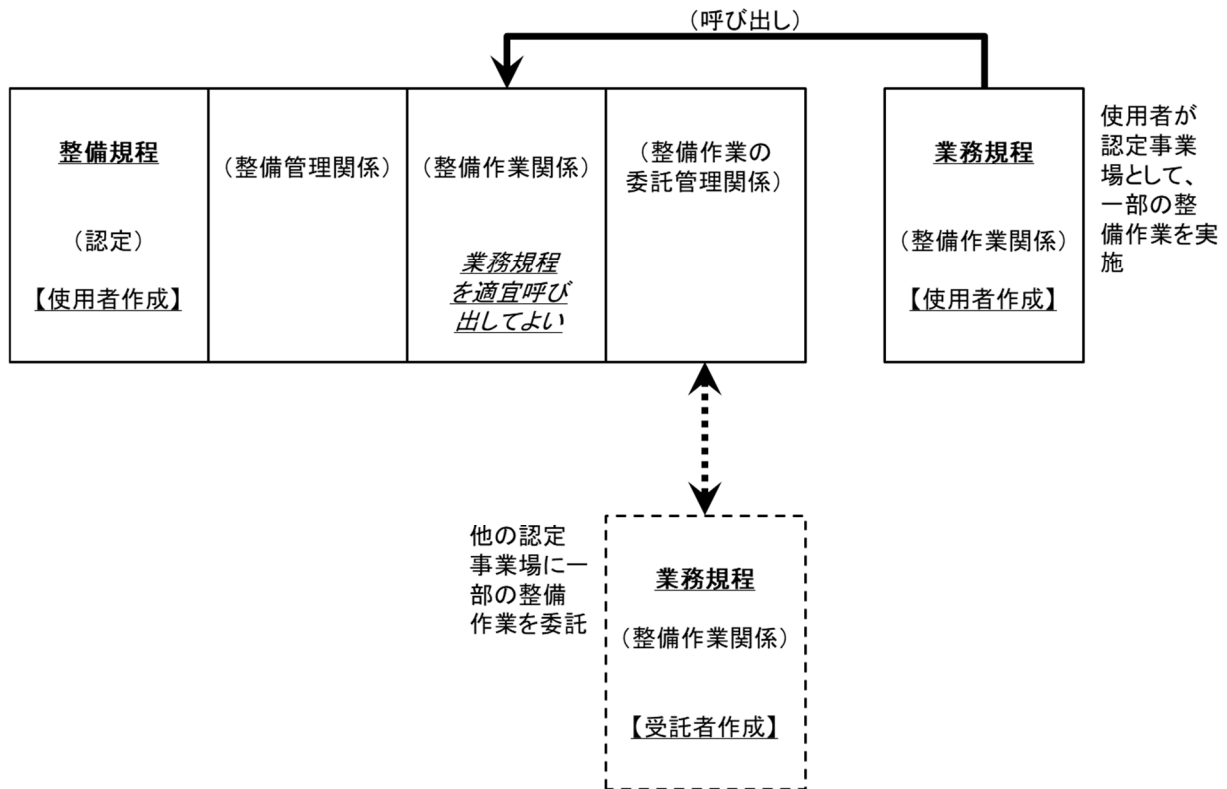 (呼び出し)
整備規程
(認定)
【使用者作成】
(整備管理関係)
(整備作業関係)
業務規程
を適宜呼び
出してよい
(整備作業の
委託管理関係)
業務規程
(整備作業関係)
【使用者作成】
使用者が
認定事業
場として、
一部の整
備作業を実
施
他の認定
事業場に一
部の整備
作業を委託
業務規程
(整備作業関係)
【受託者作成】